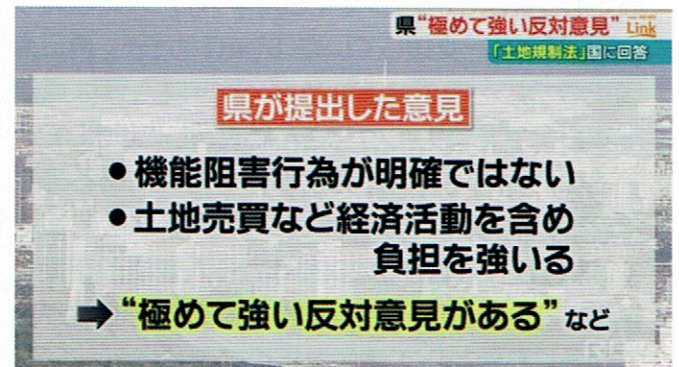 県“極めて強い反対意見” Link
「土地規制法」国に回答
県が提出した意見
●機能阻害行為が明確ではない
●土地売買など経済活動を含め
負担を強いる
➡“極めて強い反対意見がある”など